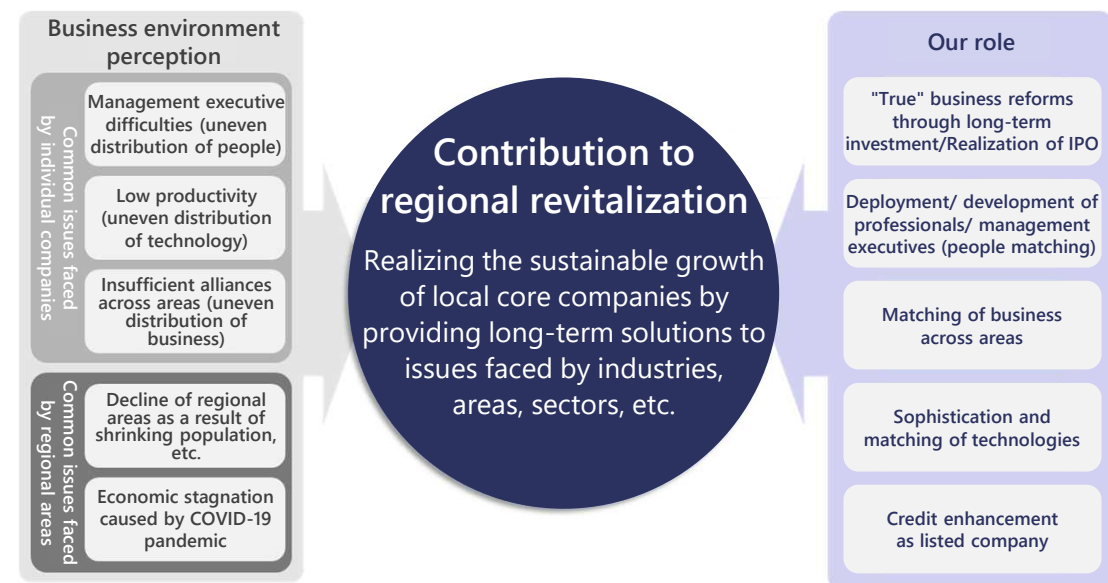 Business environment
perception
Common issues faced
by individual companies
Management executive
difficulties (uneven
distribution of people)
Low productivity
(uneven distribution
of technology)
Insufficient alliances
across areas (uneven
distribution of
business)
Common issues faced
by regional areas
Decline of regional
areas as a result of
shrinking population,
etc.
Economic stagnation
caused by COVID-19
pandemic
Contribution to
regional revitalization
Realizing the sustainable growth
of local core companies by
providing long-term solutions to
issues faced by industries,
areas, sectors, etc.
Our role
"True" business reforms
through long-term
investment/Realization of IPO
Deployment/ development of
professionals/ management
executives (people matching)
Matching of business
across areas
Sophistication and
matching of technologies
Credit enhancement
as listed company